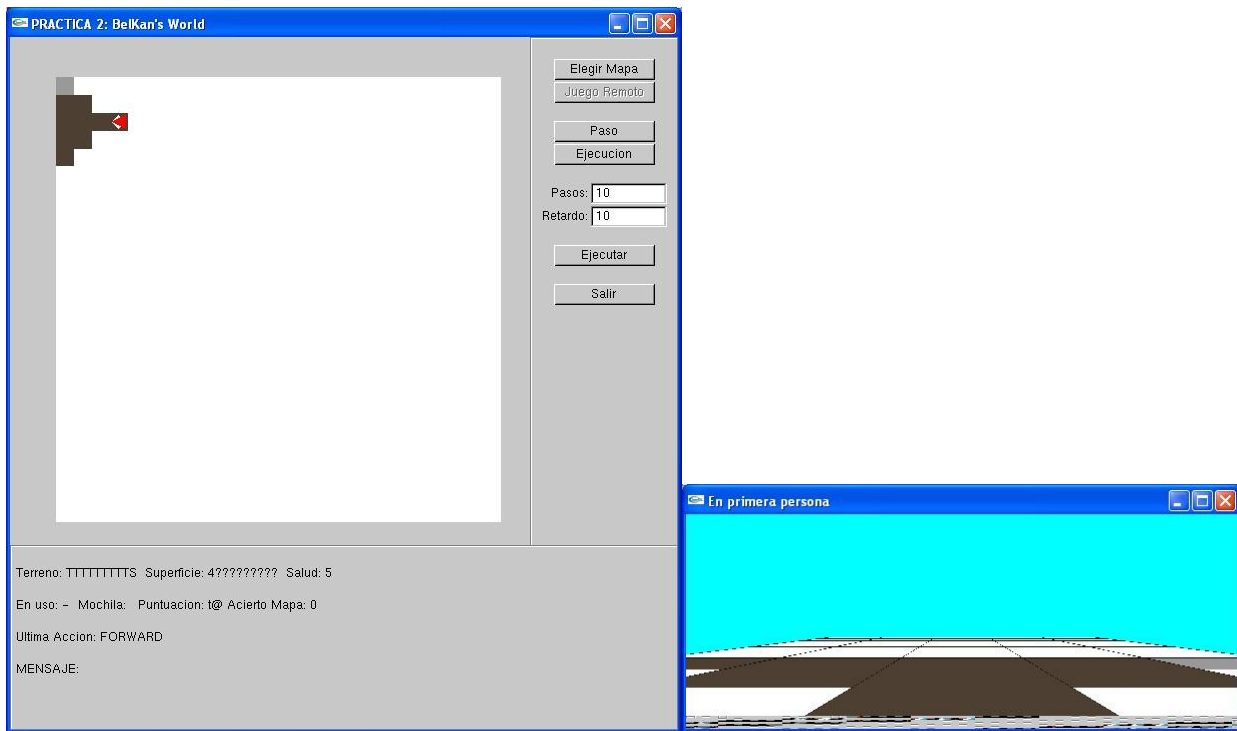 PRACTICA 2: BelKan's World
Elegir Mapa
Juego Remoto
Paso
Ejecucion
Pasos: 10
Retardo: 10
Ejecutar
Salir
Terreno: TTTTTTTTTS Superficie: 4????????? Salud: 5
En uso: - Mochila: Puntuacion: t@ Acierto Mapa: 0
Ultima Accion: FORWARD
MENSAJE:
En primera persona